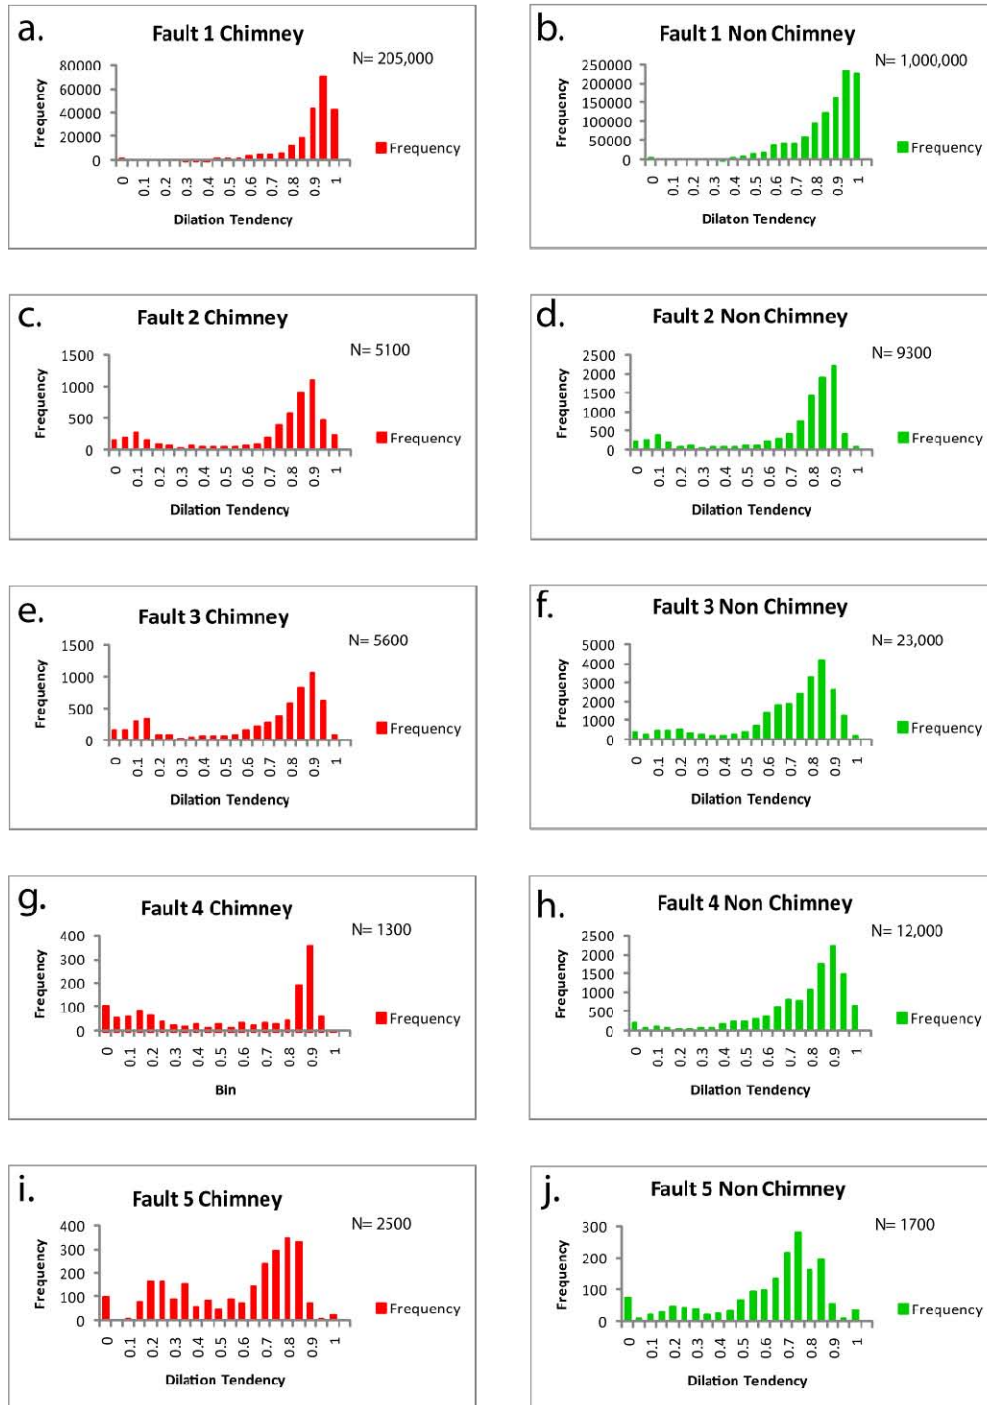 a.
Fault 1 Chimney
N= 205,000
80000
60000
40000
20000
0
Frequency
Frequency
0 0.1 0.2 0.3 0.4 0.5 0.6 0.7 0.8 0.9 1
Dilation Tendency
b.
Fault 1 Non Chimney
N= 1,000,000
250000
200000
150000
100000
50000
0
Frequency
Frequency
0 0.1 0.2 0.3 0.4 0.5 0.6 0.7 0.8 0.9 1
Dilaton Tendency
c.
Fault 2 Chimney
N= 5100
1500
1000
500
0
Frequency
Frequency
0 0.1 0.2 0.3 0.4 0.5 0.6 0.7 0.8 0.9 1
Dilation Tendency
d.
Fault 2 Non Chimney
N= 9300
2500
2000
1500
1000
500
0
Frequency
Frequency
0 0.1 0.2 0.3 0.4 0.5 0.6 0.7 0.8 0.9 1
Dilation Tendency
e.
Fault 3 Chimney
N= 5600
1500
1000
500
0
Frequency
Frequency
0 0.1 0.2 0.3 0.4 0.5 0.6 0.7 0.8 0.9 1
Dilation Tendency
f.
Fault 3 Non Chimney
N= 23,000
5000
4000
3000
2000
1000
0
Frequency
Frequency
0 0.1 0.2 0.3 0.4 0.5 0.6 0.7 0.8 0.9 1
Dilation Tendency
g.
Fault 4 Chimney
N= 1300
400
300
200
100
0
Frequency
Frequency
0 0.1 0.2 0.3 0.4 0.5 0.6 0.7 0.8 0.9 1
Bin
h.
Fault 4 Non Chimney
N= 12,000
2500
2000
1500
1000
500
0
Frequency
Frequency
0 0.1 0.2 0.3 0.4 0.5 0.6 0.7 0.8 0.9 1
Dilation Tendency
i.
Fault 5 Chimney
N= 2500
400
300
200
100
0
Frequency
Frequency
0 0.1 0.2 0.3 0.4 0.5 0.6 0.7 0.8 0.9 1
Dilation Tendency
j.
Fault 5 Non Chimney
N= 1700
300
200
100
0
Frequency
Frequency
0 0.1 0.2 0.3 0.4 0.5 0.6 0.7 0.8 0.9 1
Dilation Tendency